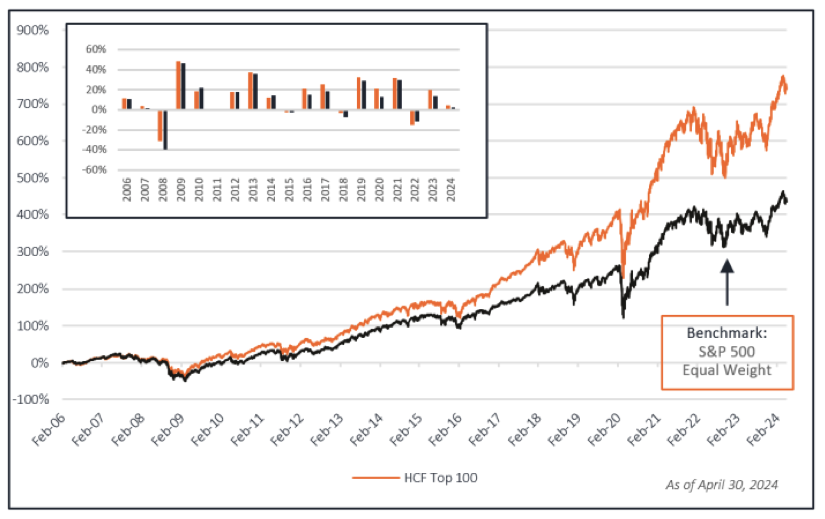 900%
800%
700%
600%
500%
400%
300%
200%
100%
0%
-100%
60%
40%
20%
0%
-20%
-40%
-60%
2006
2007
2008
2009
2010
2011
2012
2013
2014
2015
2016
2017
2018
2019
2020
2021
2022
2023
2024
Benchmark:
S&P 500
Equal Weight
Feb-06
Feb-07
Feb-08
Feb-09
Feb-10
Feb-11
Feb-12
Feb-13
Feb-14
Feb-15
Feb-16
Feb-17
Feb-18
Feb-19
Feb-20
Feb-21
Feb-22
Feb-23
Feb-24
HCF Top 100
As of April 30, 2024